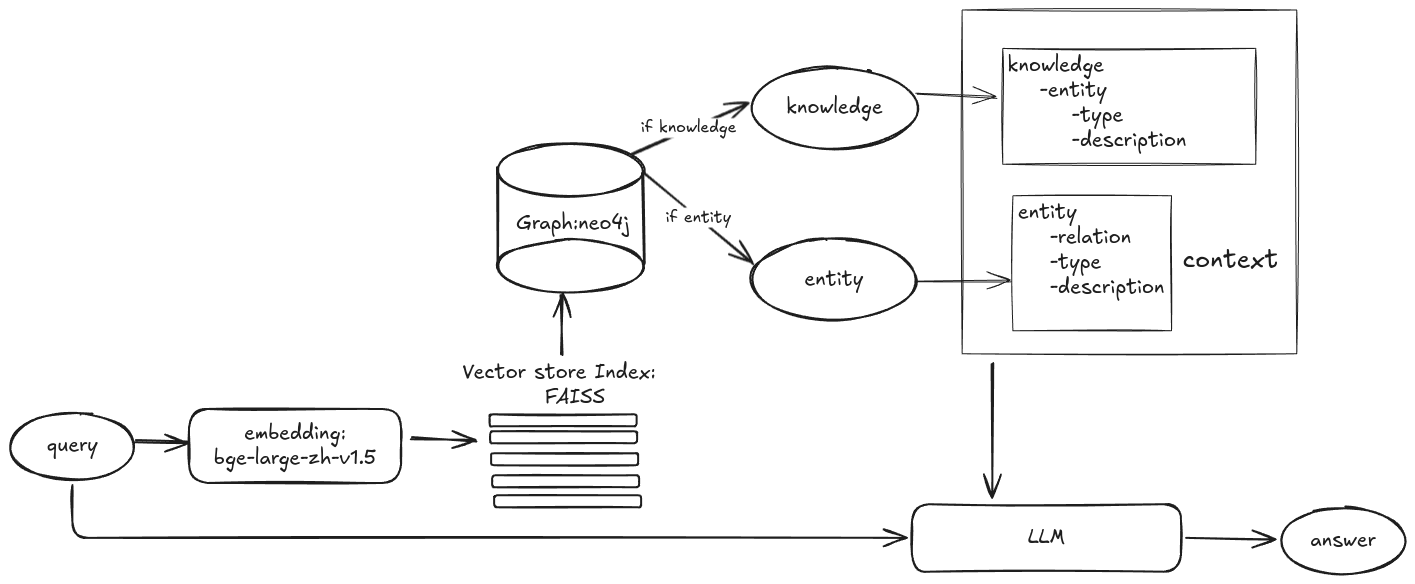 knowledge
-entity
-type
-description
knowledge
if knowledge
Graph:neo4j
if entity
entity
entity
-relation
-type
-description
context
Vector store Index:
FAISS
query
embedding:
bge-large-zh-v1.5
LLM
answer